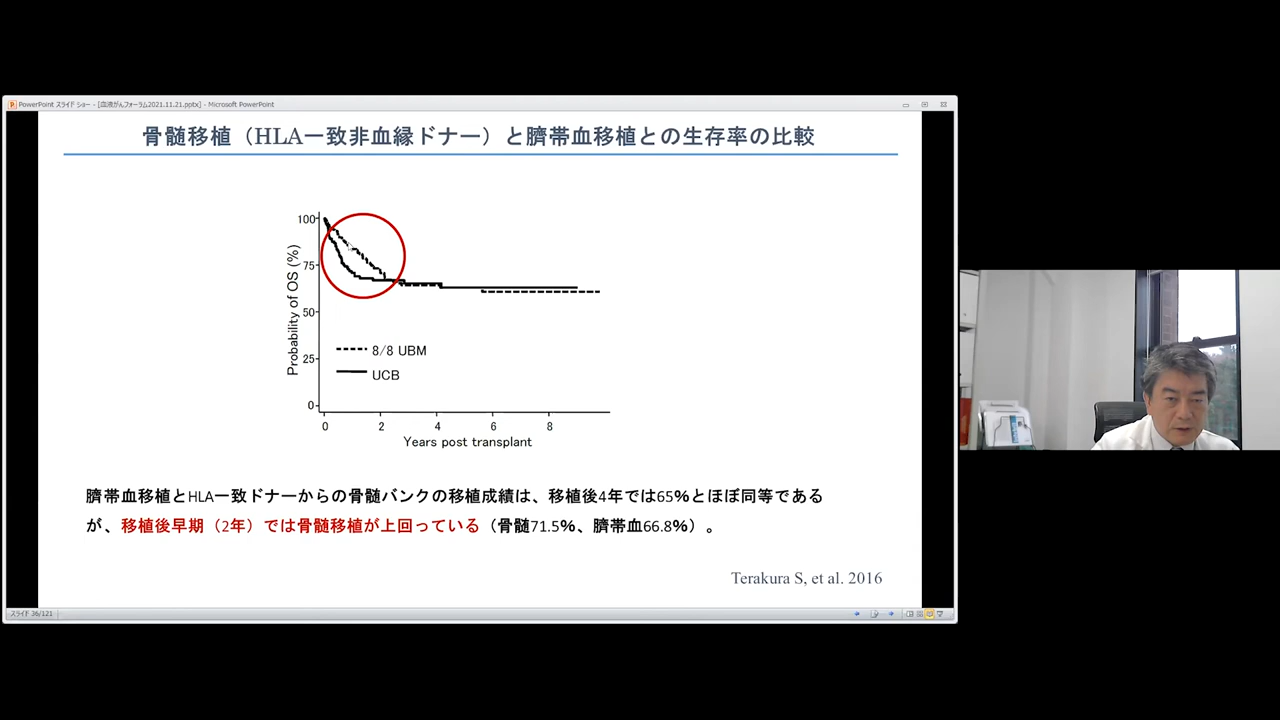 PowerPoint スライド ショー - [血液がんフォーラム2021.11.21.pptx] - Microsoft PowerPoint
骨髄移植（HLA一致非血縁ドナー）と臍帯血移植との生存率の比較
100
75
50
25
0
Probability of OS (%)
8/8 UBM
UCB
0 2 4 6 8
Years post transplant
臍帯血移植とHLA一致ドナーからの骨髄バンクの移植成績は、移植後4年では65%とほぼ同等である
が、移植後早期（2年）では骨髄移植が上回っている（骨髄71.5%、臍帯血66.8%）。
Terakura S, et al. 2016
スライド 36/121